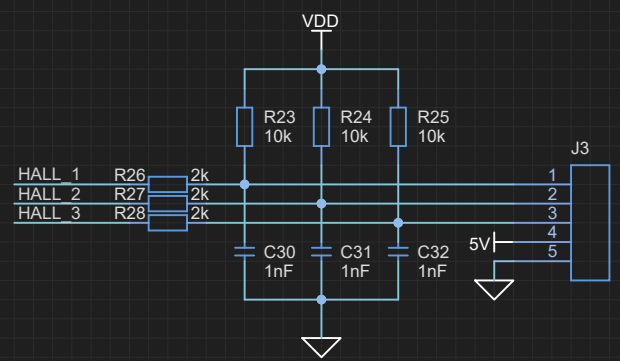 VDD
R23 R24 R25
10k 10k 10k
J3
HALL_1 R26 2k 1
HALL_2 R27 2k 2
HALL_3 R28 2k 3
5V 4
5
C30 C31 C32
1nF 1nF 1nF